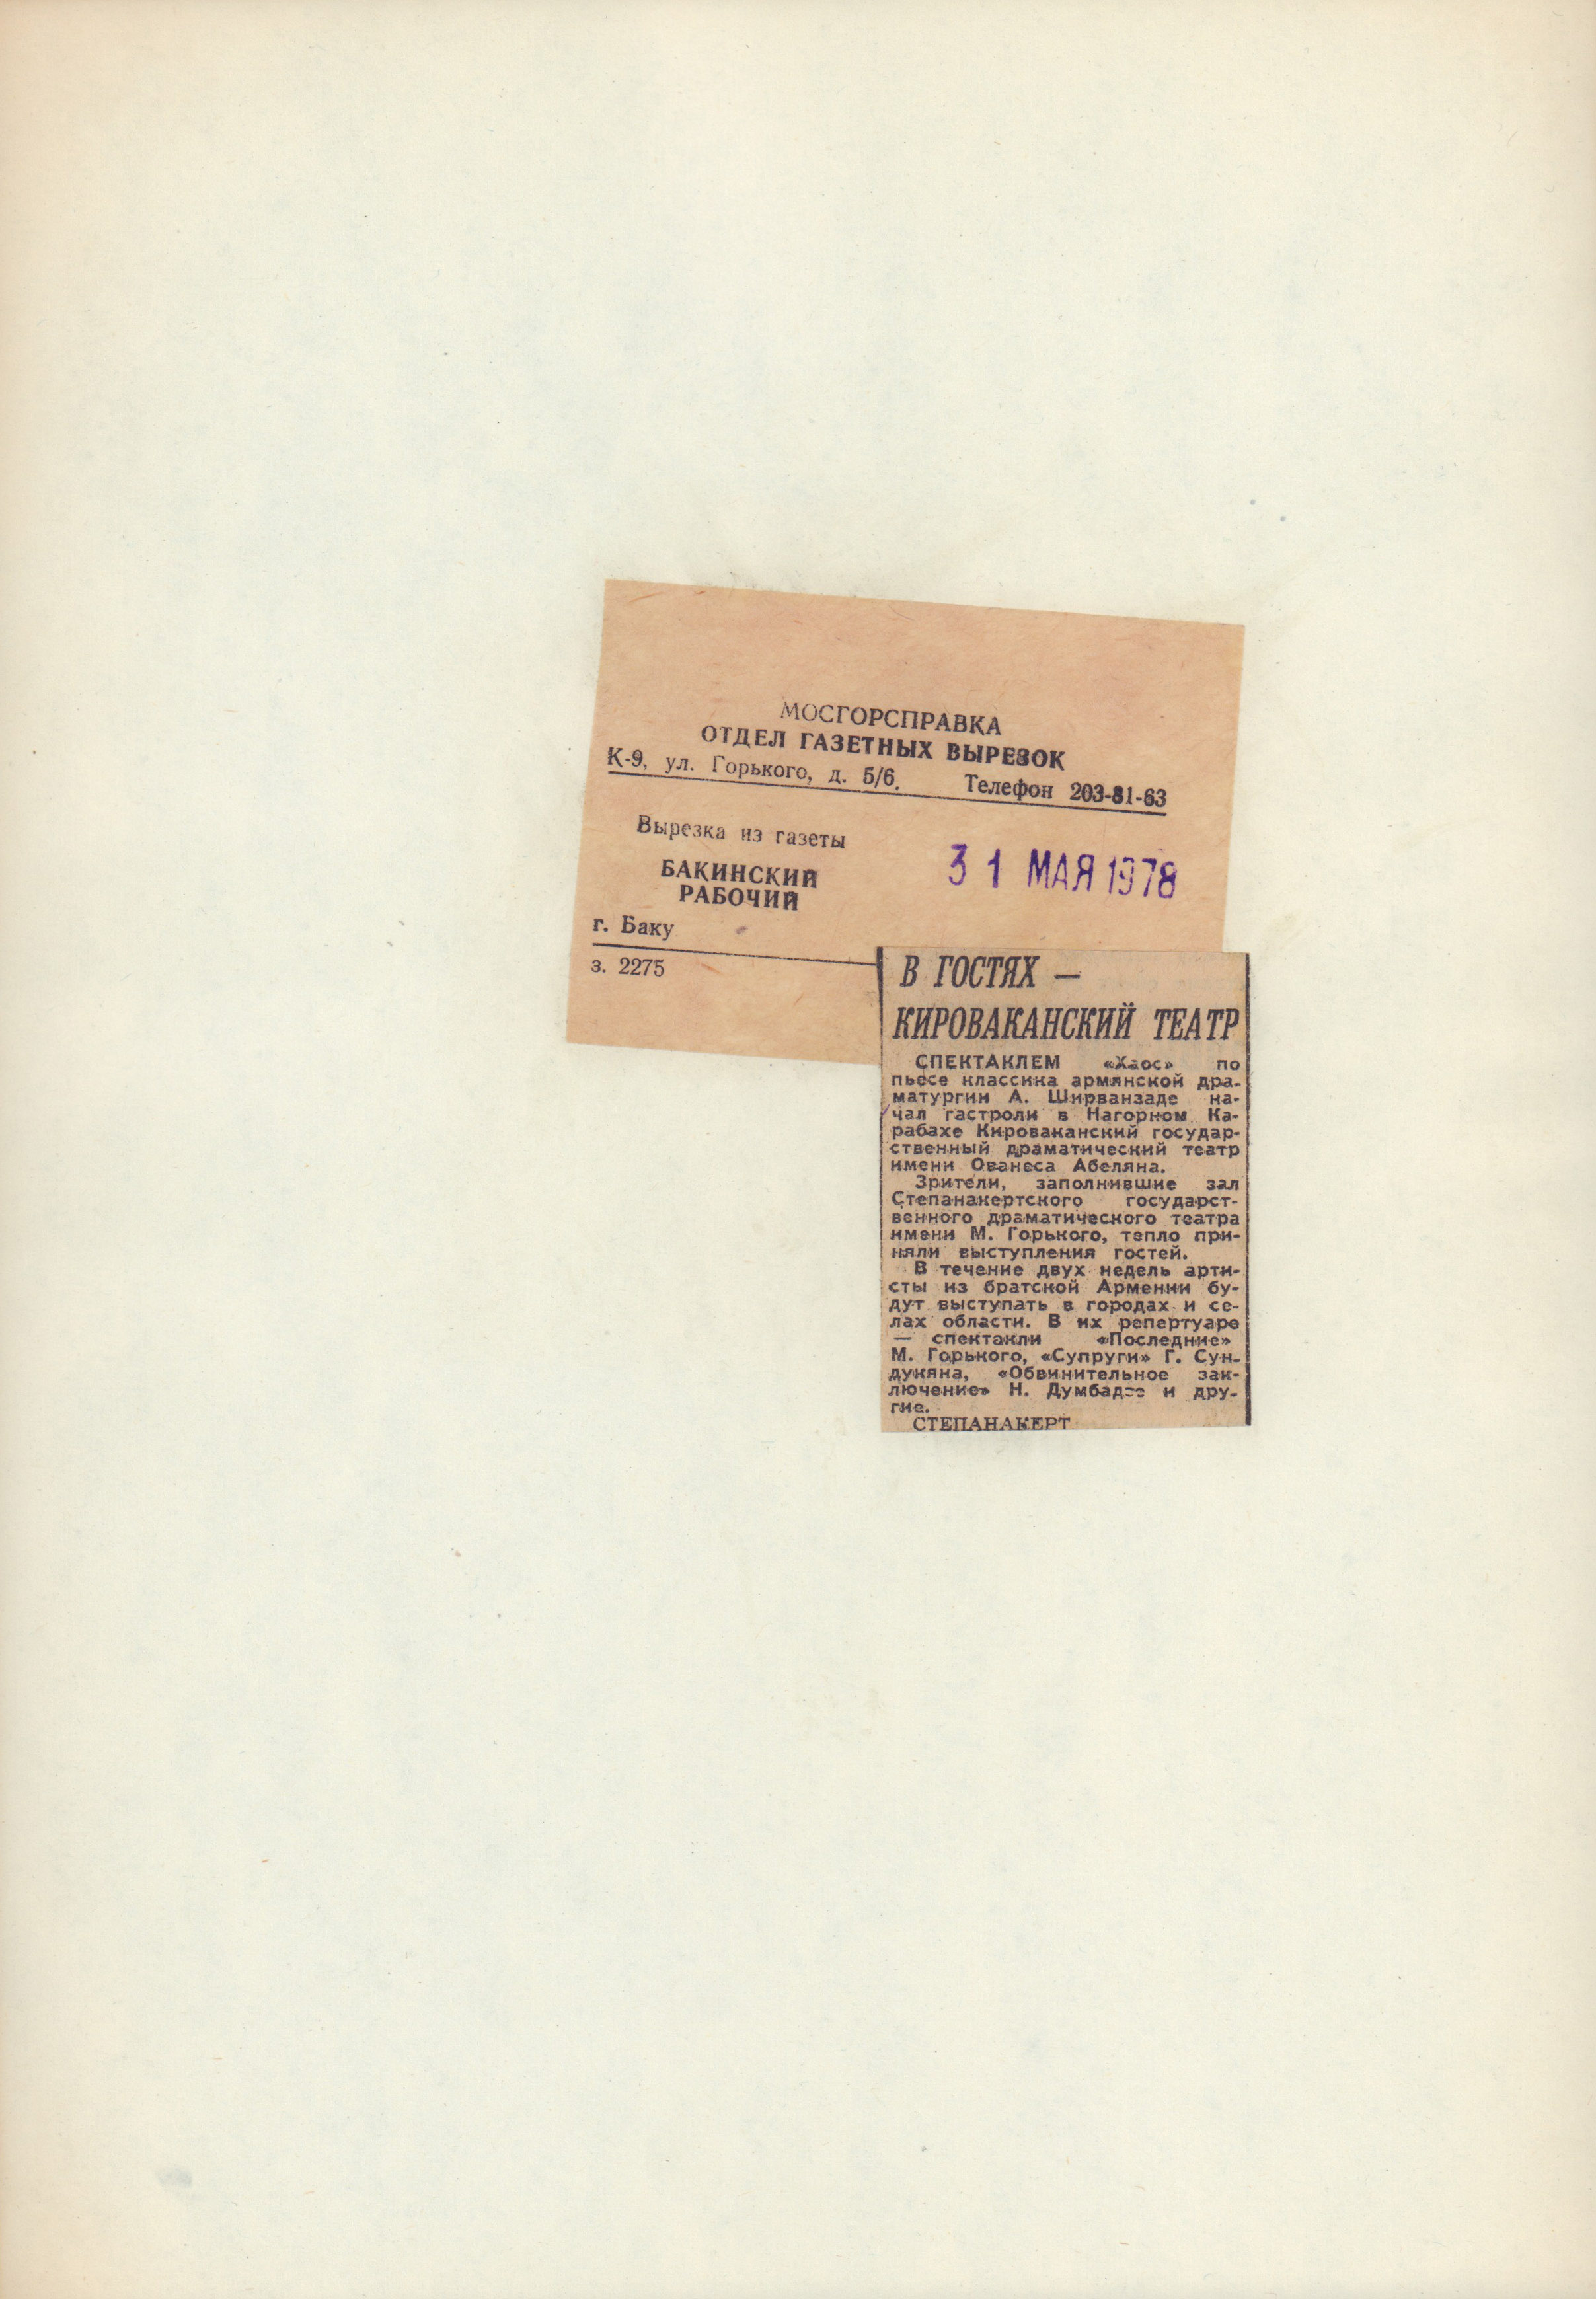 МОСГОРСПРАВКА
ОТДЕЛ ГАЗЕТНЫХ ВЫРЕЗОК
К-9, ул. Горького, д. 5/6. Телефон 203-81-63
Вырезка из газеты
БАКИНСКИЙ
РАБОЧИЙ
31 МАЯ 1978
г. Баку
з. 2275
В ГОСТЯХ —
КИРОВАКАНСКИЙ ТЕАТР
СПЕКТАКЛЕМ «Хаос» по
пьесе классика армянской дра-
матургии А. Ширванзаде на-
чал гастроли в Нагорном Ка-
рабахе Кироваканский государ-
ственный драматический театр
имени Ованеса Абеляна.
Зрители, заполнившие зал
Степанакертского государст-
венного драматического театра
имени М. Горького, тепло при-
няли выступления гостей.
В течение двух недель арти-
сты из братской Армении бу-
дут выступать в городах и се-
лах области. В их репертуаре
— спектакли «Последние»
М. Горького, «Супруги» Г. Сун-
дукяна, «Обвинительное зак-
лючение» Н. Думбадзе и дру-
гие.
СТЕПАНАКЕРТ